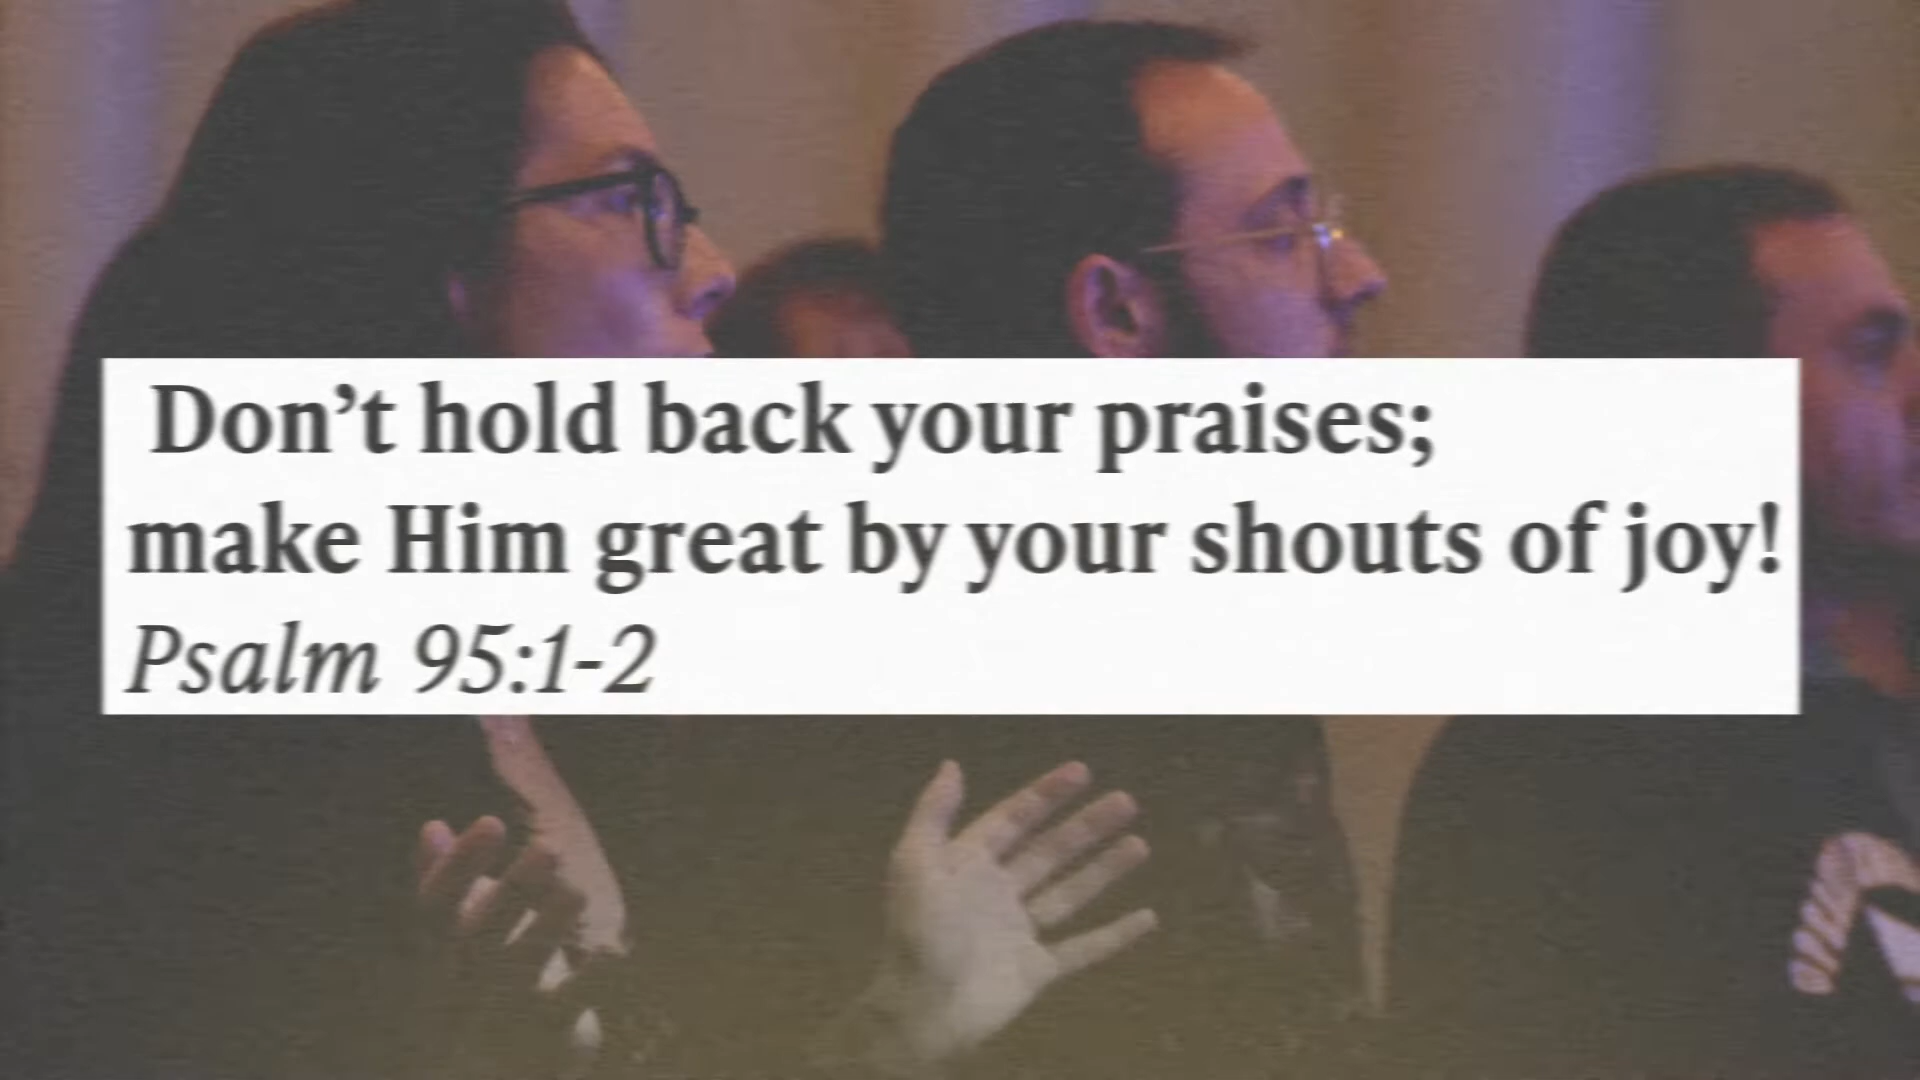 Don’t hold back your praises;
make Him great by your shouts of joy!
Psalm 95:1-2